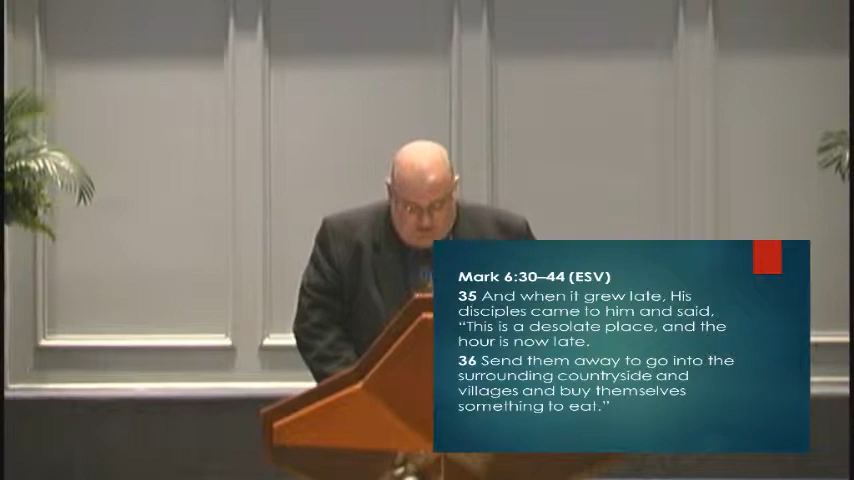 Mark 6:30–44 (ESV)
35 And when it grew late, His
disciples came to him and said,
“This is a desolate place, and the
hour is now late.
36 Send them away to go into the
surrounding countryside and
villages and buy themselves
something to eat.”